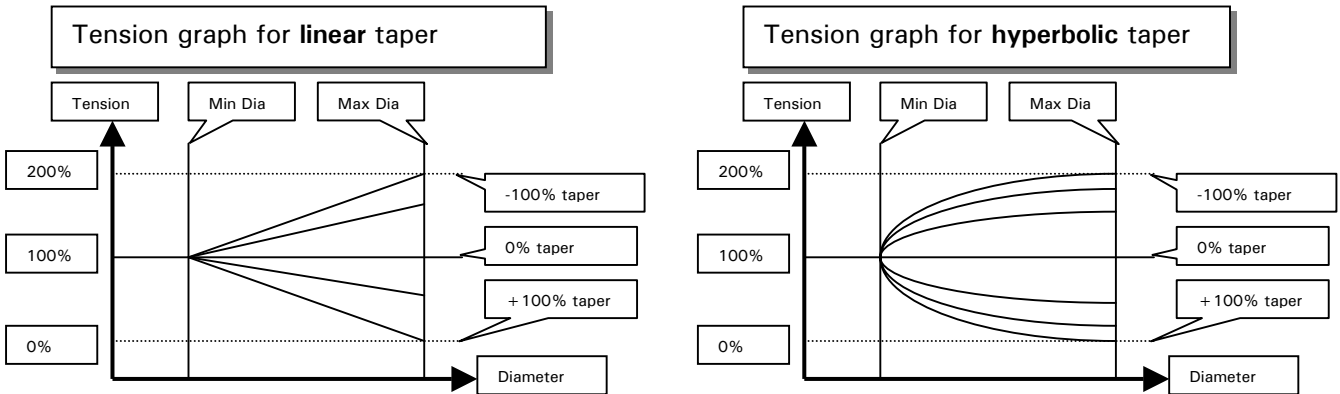 Tension graph for linear taper
Tension
Min Dia
Max Dia
200%
-100% taper
100%
0% taper
+100% taper
0%
Diameter
Tension graph for hyperbolic taper
Tension
Min Dia
Max Dia
200%
-100% taper
100%
0% taper
+100% taper
0%
Diameter